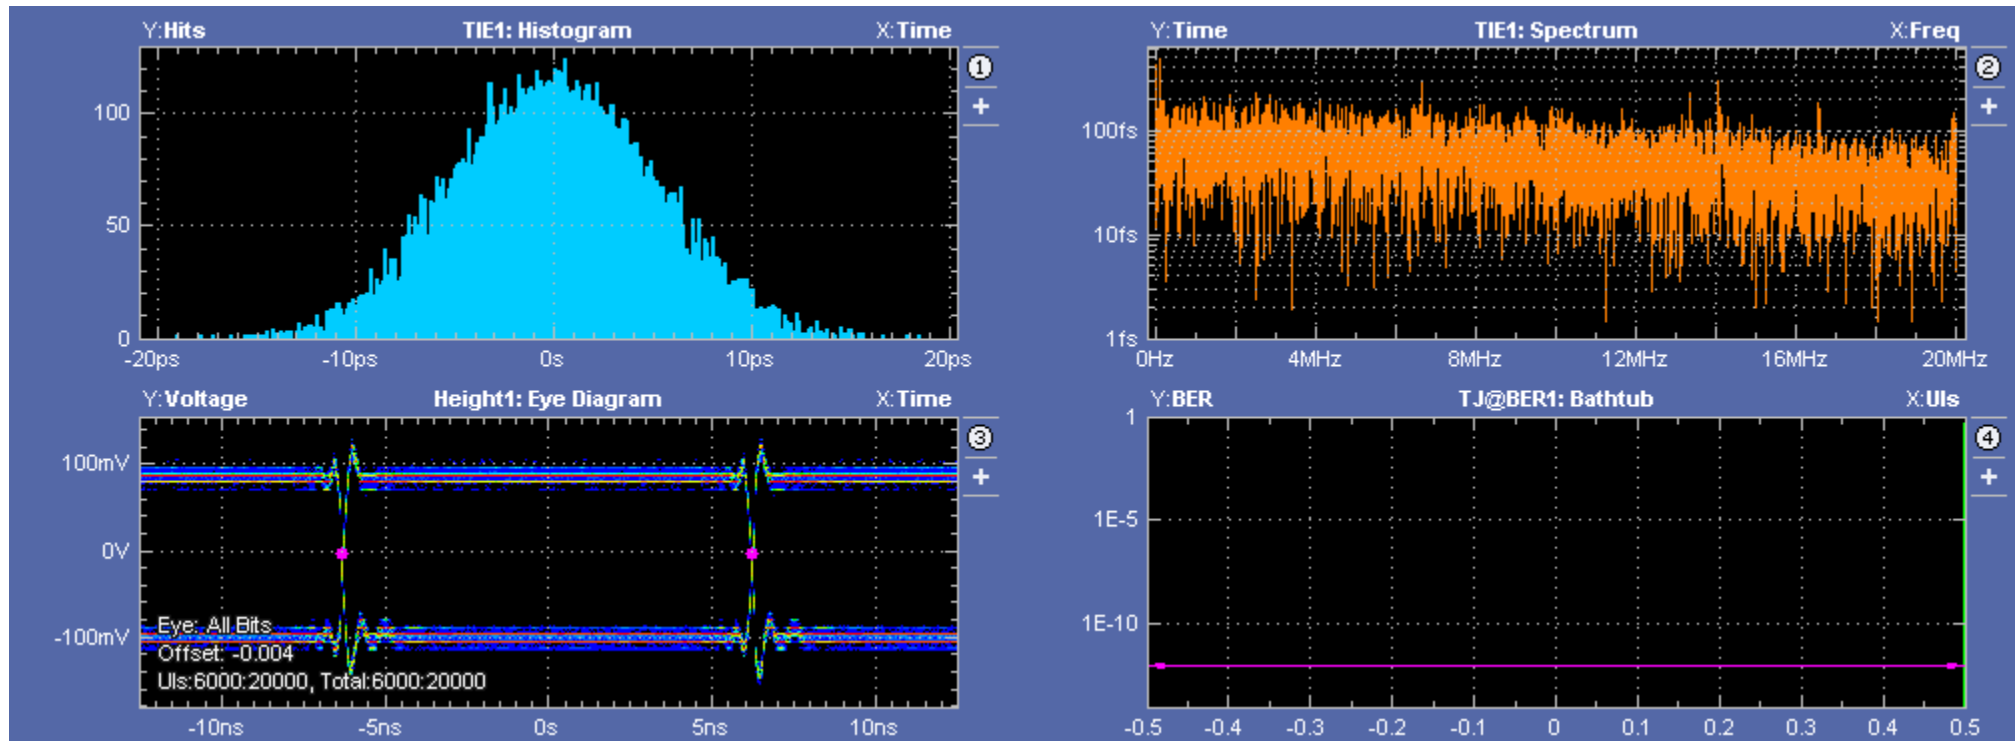 Y:Hits TIE1: Histogram X:Time
1
+
100
50
0
-20ps -10ps 0s 10ps 20ps
Y:Time TIE1: Spectrum X:Freq
2
+
100fs
10fs
1fs
0Hz 4MHz 8MHz 12MHz 16MHz 20MHz
Y:Voltage Height1: Eye Diagram X:Time
3
+
100mV
0V
-100mV
Eye: All Bits
Offset: -0.004
UIs:6000:20000, Total:6000:20000
-10ns -5ns 0s 5ns 10ns
Y:BER TJ@BER1: Bathtub X:UIs
4
+
1
1E-5
1E-10
-0.5 -0.4 -0.3 -0.2 -0.1 0 0.1 0.2 0.3 0.4 0.5